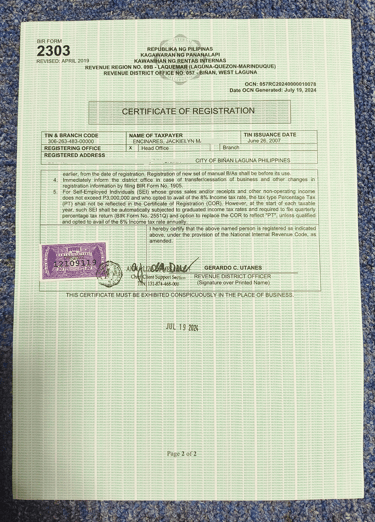 BIR FORM
2303
REVISED: APRIL 2019
REPUBLIKA NG PILIPINAS
KAGAWARAN NG PANANALAPI
KAWANIHAN NG RENTAS INTERNAS
REVENUE REGION NO. 09B - LAQUEMAR (LAGUNA-QUEZON-MARINDUQUE)
REVENUE DISTRICT OFFICE NO. 057 - BIÑAN, WEST LAGUNA
Date OCN Generated: July 19, 2024
CERTIFICATE OF REGISTRATION
TIN & BRANCH CODE NAME OF TAXPAYER TIN ISSUANCE DATE
306-263-483-00000 ENCINARES, JACKIELYN M. June 26, 2007
REGISTERING OFFICE X Head Office Branch
REGISTERED ADDRESS
CITY OF BIÑAN LAGUNA PHILIPPINES
earlier, from the date of registration. Registration of new set of manual B/As shall be before its use.
4. Immediately inform the district office in case of transfer/cessation of business and other changes in
registration information by filing BIR Form No. 1905.
5. For Self-Employed Individuals (SEI) whose gross sales/receipts and other non-operating income
does not exceed P3,000,000 and who opted to avail of the 8% income tax rate, the tax type Percentage Tax
(PT) shall not be reflected in the Certificate of Registration (COR). However, at the start of each taxable
year, such SEI shall be automatically subjected to graduated income tax rates and required to file quarterly
percentage tax return (BIR Form No. 2551Q) and option to replace the COR to reflect "PT", unless qualified
and opted to avail of the 8% income tax rate annually.
I hereby certify that the above named person is registered as indicated
above, under the provision of the National Internal Revenue Code, as
amended.
GERARDO C. UTANES
Chief, Client Support Section REVENUE DISTRICT OFFICER
(Signature over Printed Name)
THIS CERTIFICATE MUST BE EXHIBITED CONSPICUOUSLY IN THE PLACE OF BUSINESS.
JUL 19 2024
Page 2 of 2